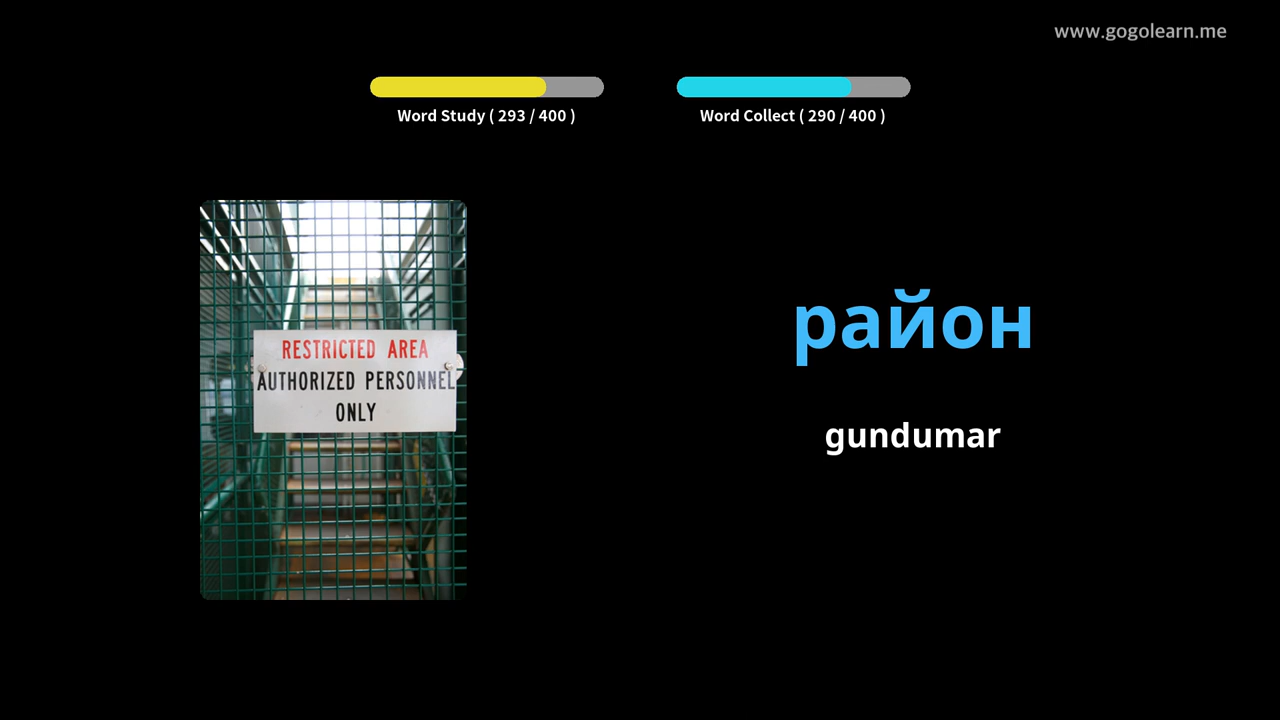 www.gogolearn.me
Word Study ( 293 / 400 )
Word Collect ( 290 / 400 )
RESTRICTED AREA
AUTHORIZED PERSONNEL
ONLY
район
gundumar